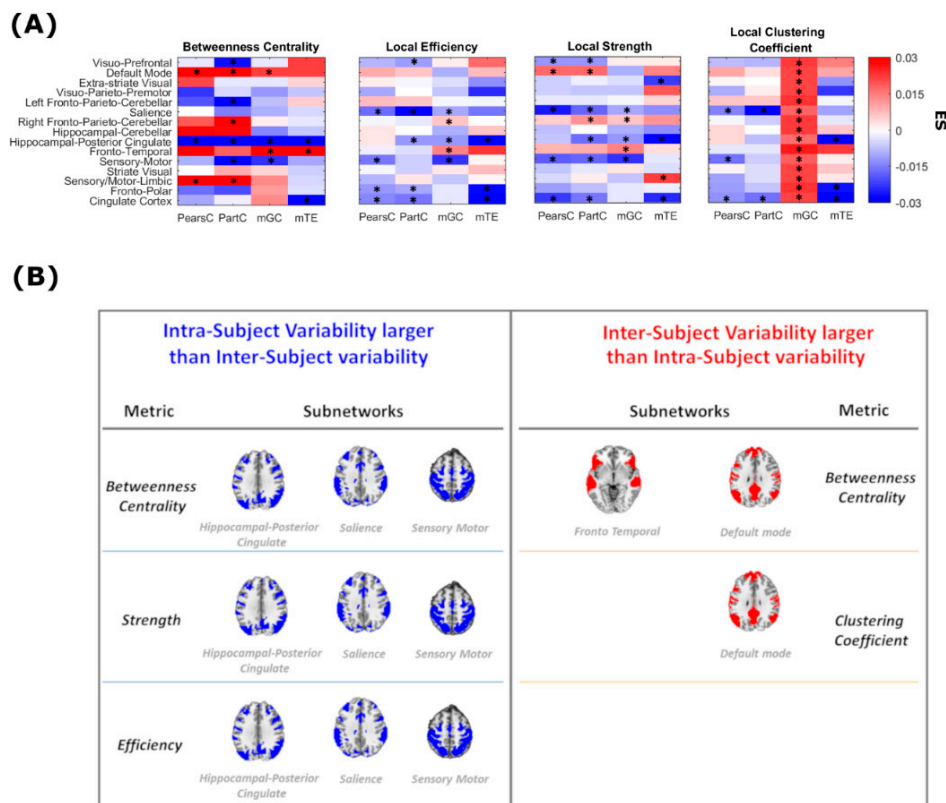 (A)
Betweenness Centrality
Local Efficiency
Local Strength
Local Clustering
Coefficient
Visuo-Prefrontal
Default Mode
Extra-striate Visual
Visuo-Parieto-Premotor
Left Fronto-Parieto-Cerebellar
Salience
Right Fronto-Parieto-Cerebellar
Hippocampal-Cerebellar
Hippocampal-Posterior Cingulate
Fronto-Temporal
Sensory-Motor
Striate Visual
Sensory/Motor-Limbic
Fronto-Polar
Cingulate Cortex
PearsC PartC mGC mTE
PearsC PartC mGC mTE
PearsC PartC mGC mTE
PearsC PartC mGC mTE
0.03
0.015
0
-0.015
-0.03
ES
(B)
Intra-Subject Variability larger
than Inter-Subject variability
Inter-Subject Variability larger
than Intra-Subject variability
Metric
Subnetworks
Subnetworks
Metric
Betweenness
Centrality
Hippocampal-Posterior
Cingulate
Salience
Sensory Motor
Fronto Temporal
Default mode
Betweenness
Centrality
Strength
Hippocampal-Posterior
Cingulate
Salience
Sensory Motor
Default mode
Clustering
Coefficient
Efficiency
Hippocampal-Posterior
Cingulate
Salience
Sensory Motor